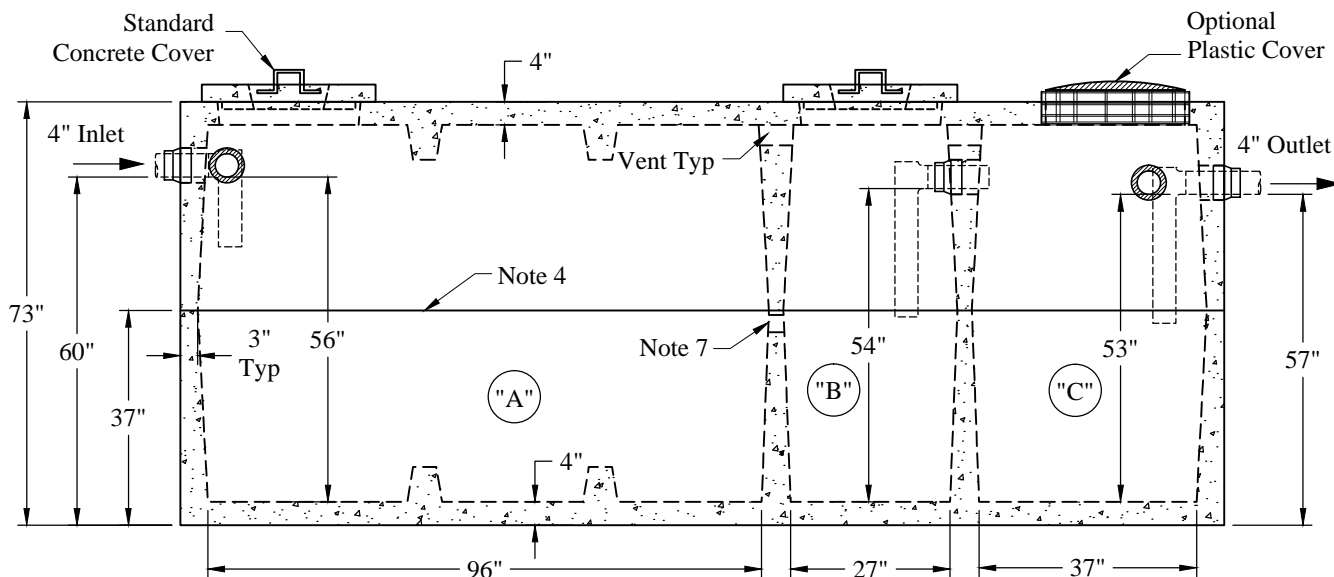 Standard
Concrete Cover
4"
Optional
Plastic Cover
4" Inlet
Vent Typ
4" Outlet
Note 4
73"
60"
3"
Typ
56"
Note 7
54"
53"
57"
37"
"A"
"B"
"C"
4"
96"
27"
37"